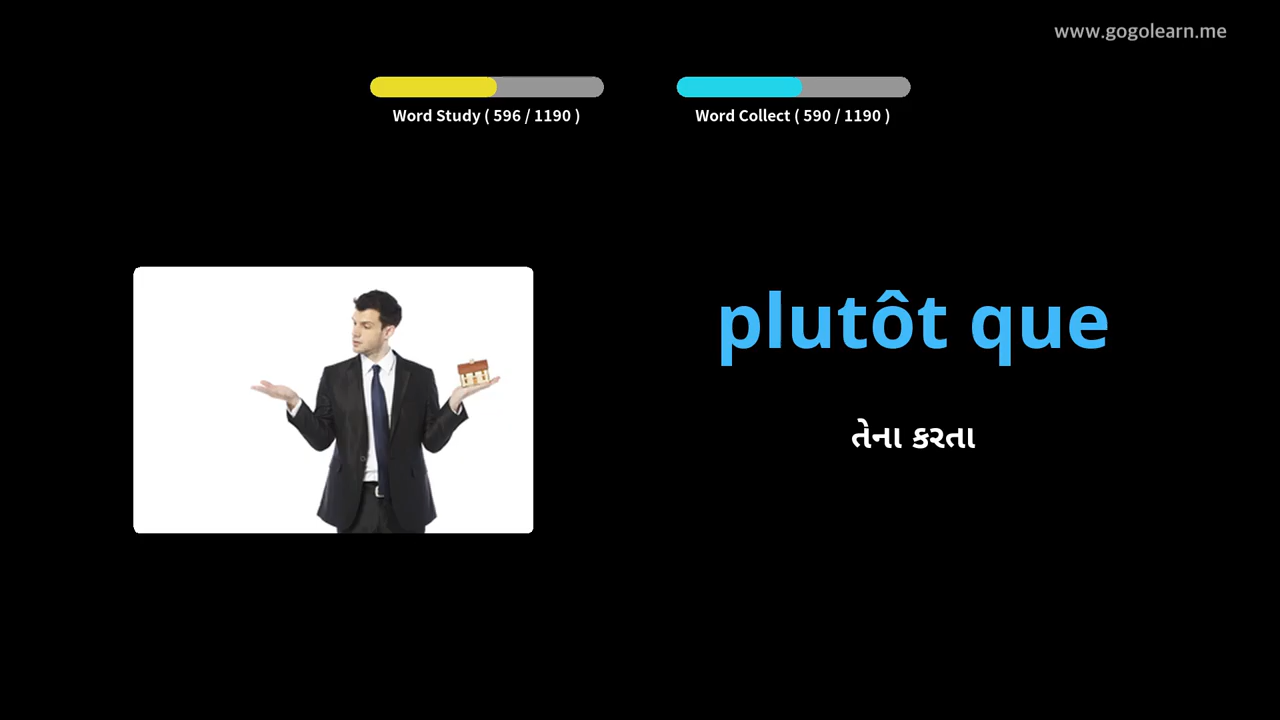 www.gogolearn.me
Word Study ( 596 / 1190 )
Word Collect ( 590 / 1190 )
plutôt que
તેના કરતા